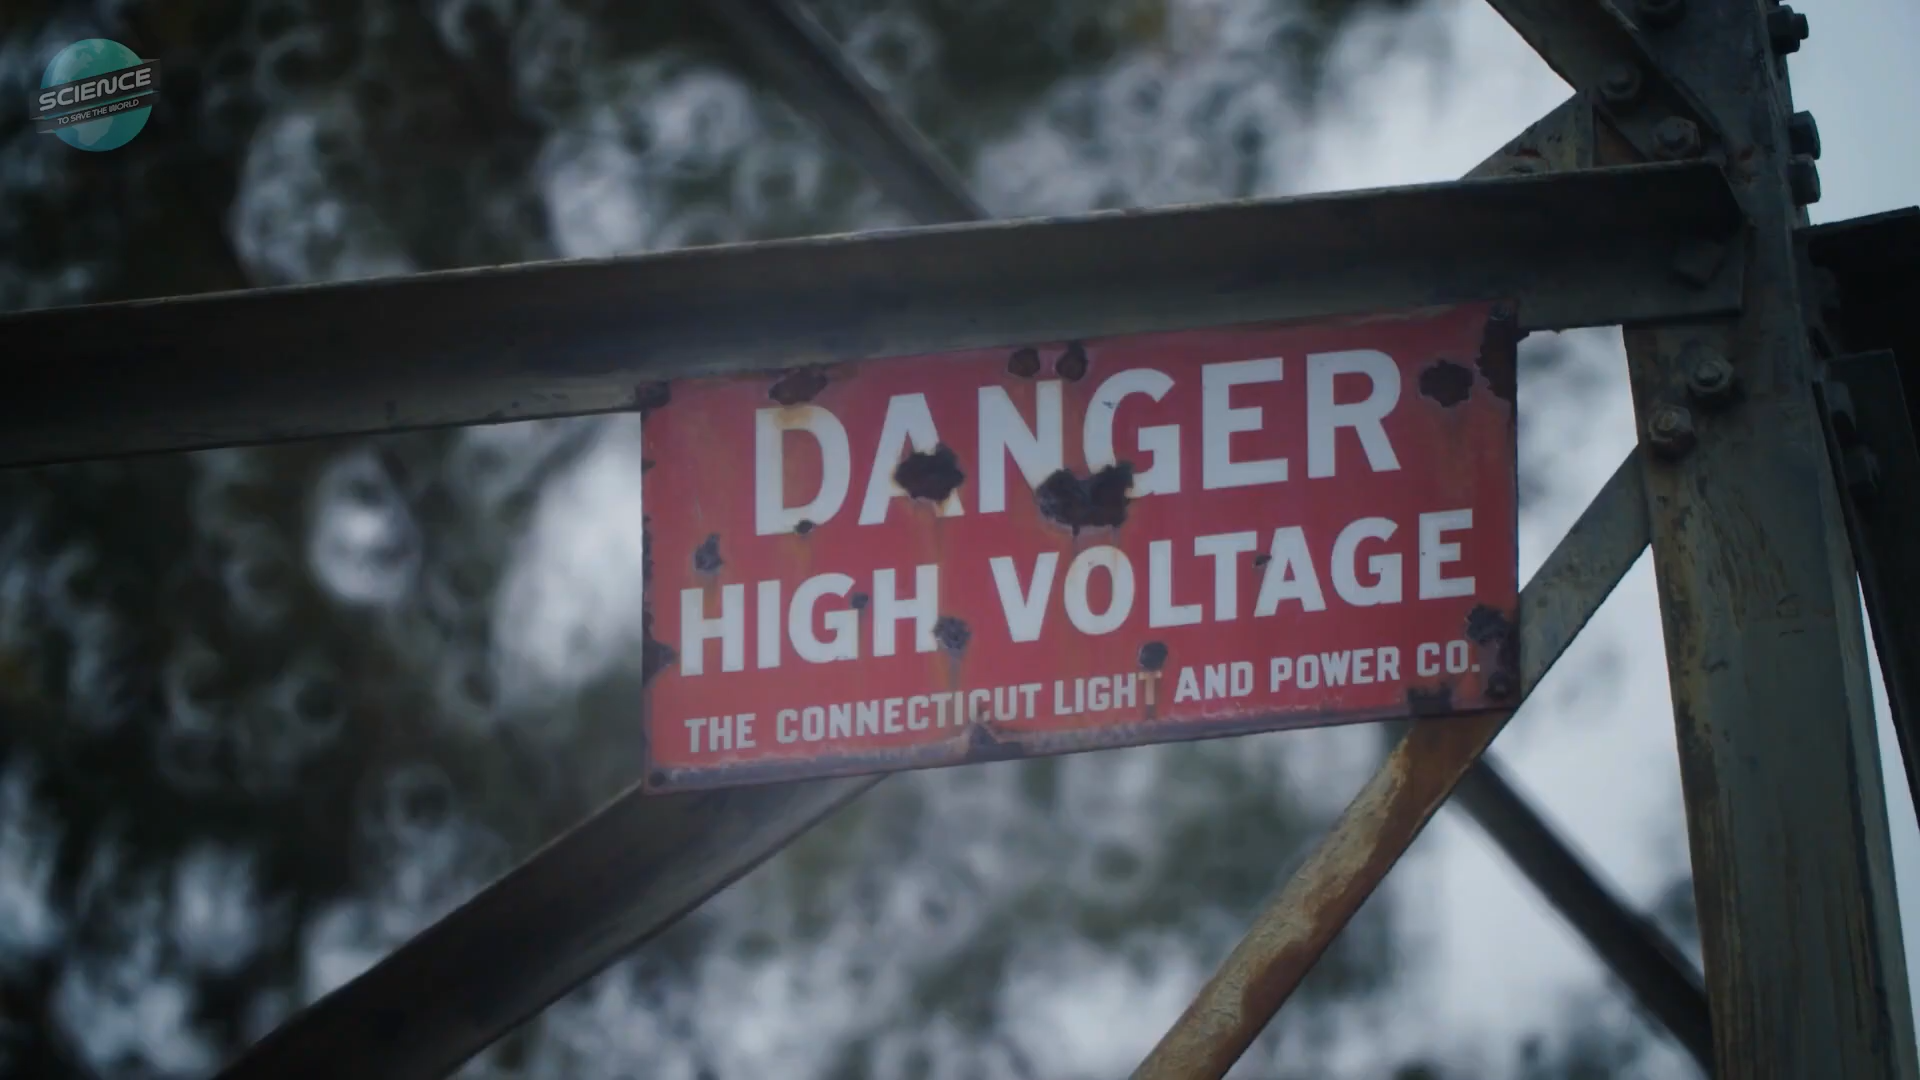 SCIENCE
TO SAVE THE WORLD
DANGER
HIGH VOLTAGE
THE CONNECTICUT LIGHT AND POWER CO.